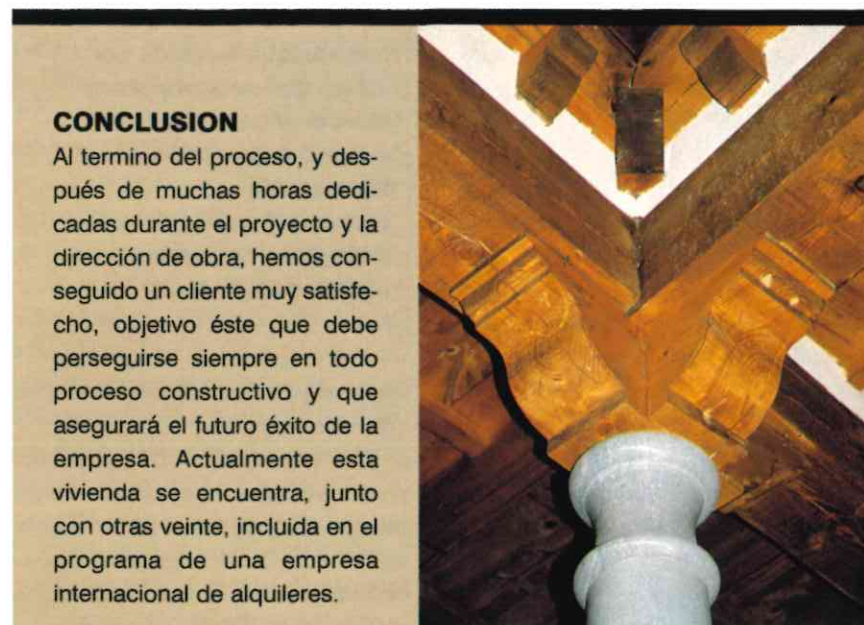 CONCLUSION
Al termino del proceso, y des-
pués de muchas horas dedi-
cadas durante el proyecto y la
dirección de obra, hemos con-
seguido un cliente muy satisfe-
cho, objetivo éste que debe
perseguirse siempre en todo
proceso constructivo y que
asegurará el futuro éxito de la
empresa. Actualmente esta
vivienda se encuentra, junto
con otras veinte, incluida en el
programa de una empresa
internacional de alquileres.